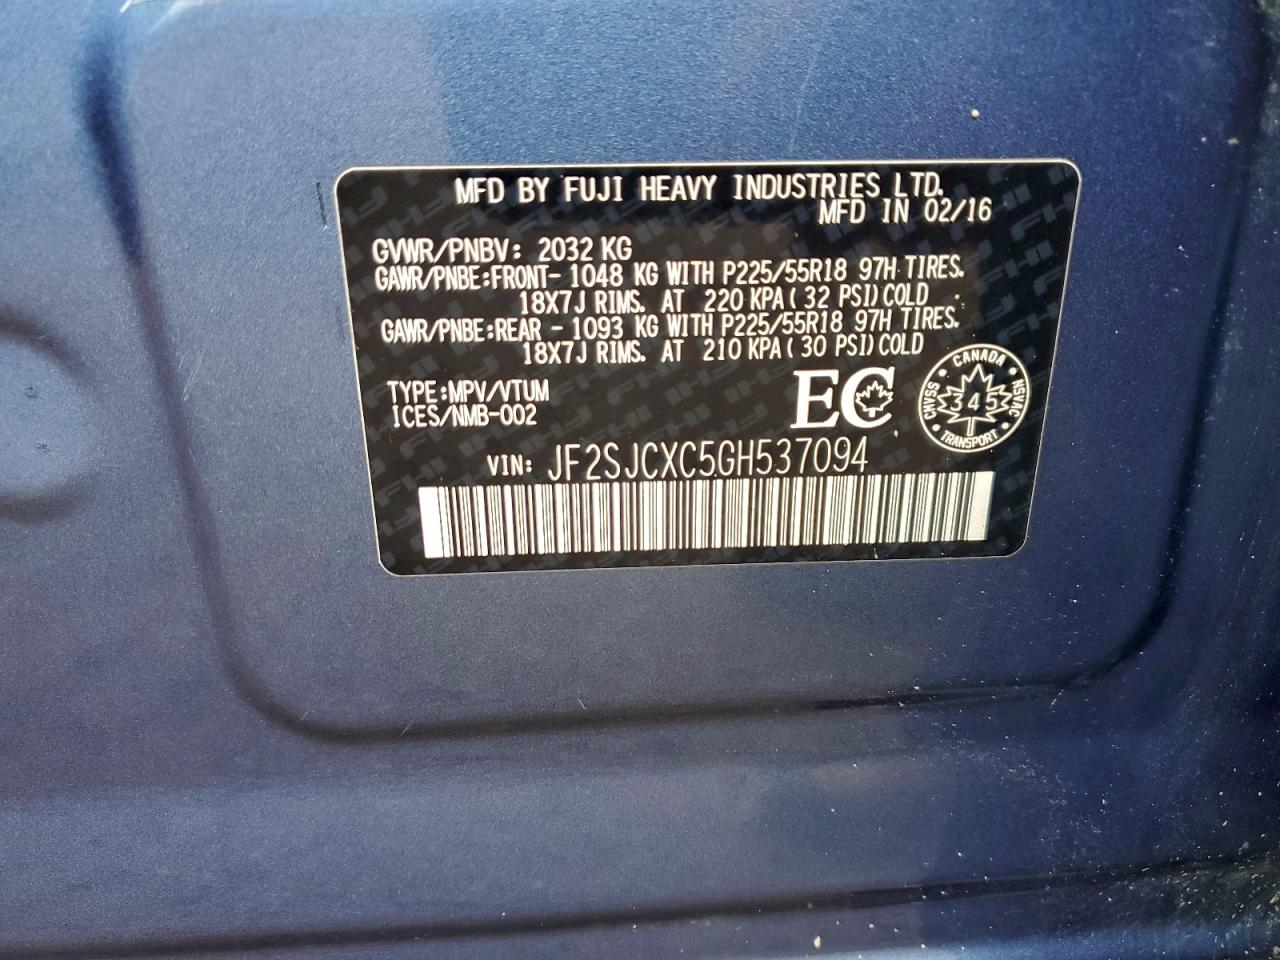 MFD BY FUJI HEAVY INDUSTRIES LTD.
MFD IN 02/16
GVWR/PNBV: 2032 KG
GAWR/PNBE:FRONT- 1048 KG WITH P225/55R18 97H TIRES.
18X7J RIMS. AT 220 KPA ( 32 PSI) COLD
GAWR/PNBE:REAR - 1093 KG WITH P225/55R18 97H TIRES.
18X7J RIMS. AT 210 KPA ( 30 PSI) COLD
TYPE:MPV/VTUM
ICES/NMB-002
EC
CANADA
CMVSS
345
NSVAC
TRANSPORT
VIN: JF2SJCXC5GH537094